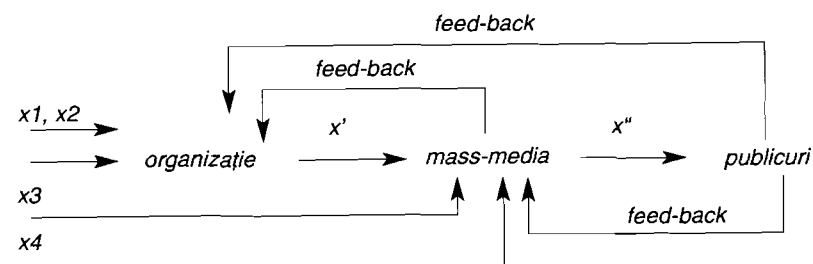 feed-back
feed-back
x1, x2
x'
x"
organizație
mass-media
publicuri
x3
feed-back
x4